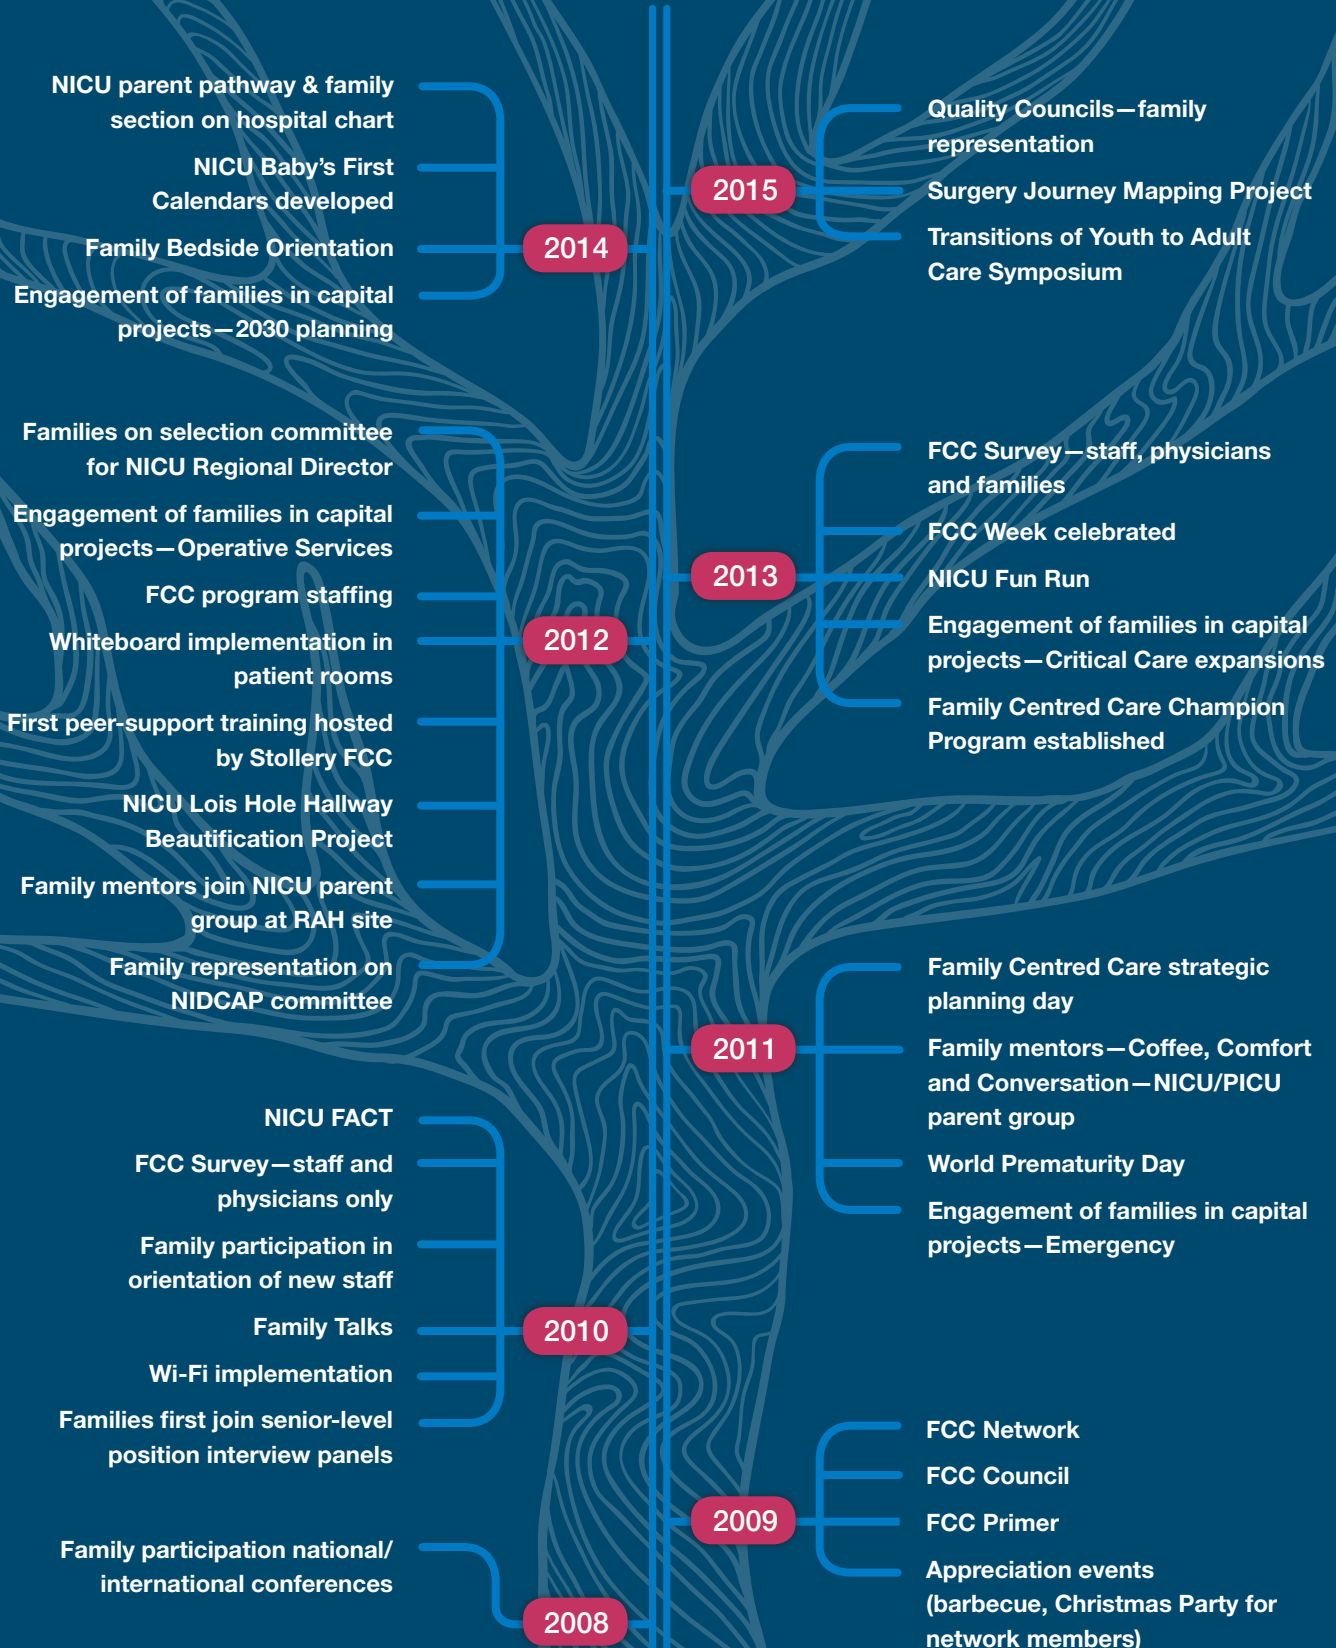 NICU parent pathway & family
section on hospital chart
NICU Baby’s First
Calendars developed
Family Bedside Orientation
Engagement of families in capital
projects—2030 planning
2014
Quality Councils—family
representation
Surgery Journey Mapping Project
Transitions of Youth to Adult
Care Symposium
2015
Families on selection committee
for NICU Regional Director
Engagement of families in capital
projects—Operative Services
FCC program staffing
Whiteboard implementation in
patient rooms
First peer-support training hosted
by Stollery FCC
NICU Lois Hole Hallway
Beautification Project
Family mentors join NICU parent
group at RAH site
Family representation on
NIDCAP committee
2012
FCC Survey—staff, physicians
and families
FCC Week celebrated
NICU Fun Run
Engagement of families in capital
projects—Critical Care expansions
Family Centred Care Champion
Program established
2013
Family Centred Care strategic
planning day
Family mentors—Coffee, Comfort
and Conversation—NICU/PICU
parent group
World Prematurity Day
Engagement of families in capital
projects—Emergency
2011
NICU FACT
FCC Survey—staff and
physicians only
Family participation in
orientation of new staff
Family Talks
Wi-Fi implementation
Families first join senior-level
position interview panels
2010
FCC Network
FCC Council
FCC Primer
Appreciation events
(barbecue, Christmas Party for
network members)
2009
Family participation national/
international conferences
2008